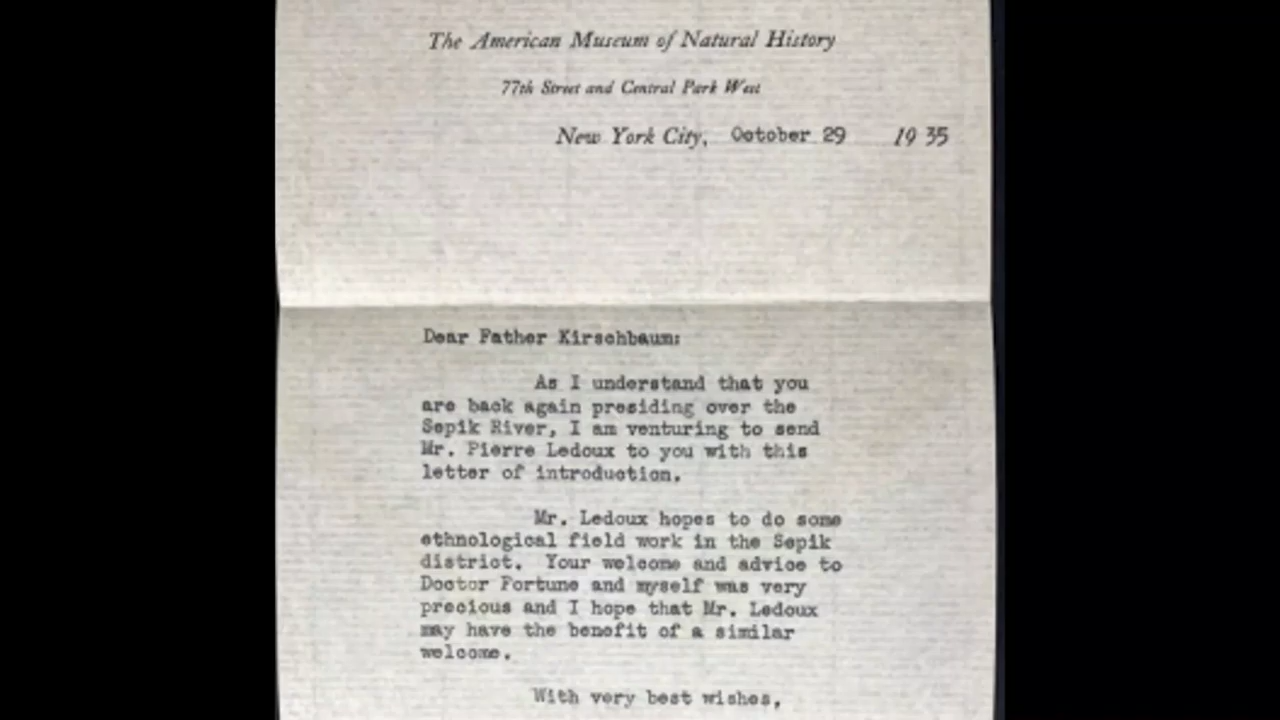 The American Museum of Natural History
77th Street and Central Park West
New York City, October 29 1935
Dear Father Kirschbaum:
As I understand that you
are back again presiding over the
Sepik River, I am venturing to send
Mr. Pierre Ledoux to you with this
letter of introduction.
Mr. Ledoux hopes to do some
ethnological field work in the Sepik
district. Your welcome and advice to
Doctor Fortune and myself was very
precious and I hope that Mr. Ledoux
may have the benefit of a similar
welcome.
With very best wishes,